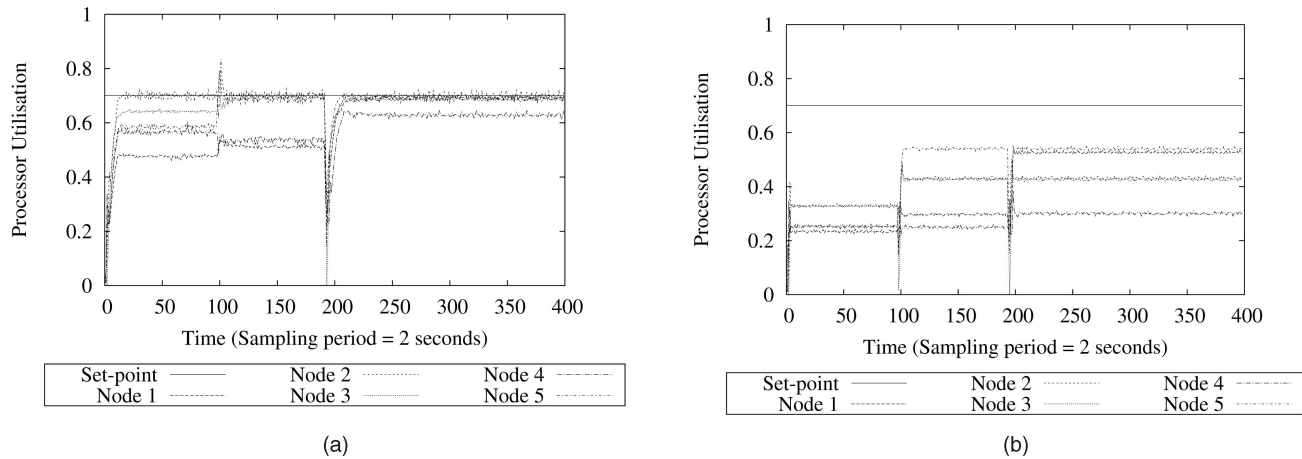 1
0.8
0.6
0.4
0.2
0
Processor Utilisation
0 50 100 150 200 250 300 350 400
Time (Sampling period = 2 seconds)
Set-point Node 2 Node 4
Node 1 Node 3 Node 5
(a)
1
0.8
0.6
0.4
0.2
0
Processor Utilisation
0 50 100 150 200 250 300 350 400
Time (Sampling period = 2 seconds)
Set-point Node 2 Node 4
Node 1 Node 3 Node 5
(b)